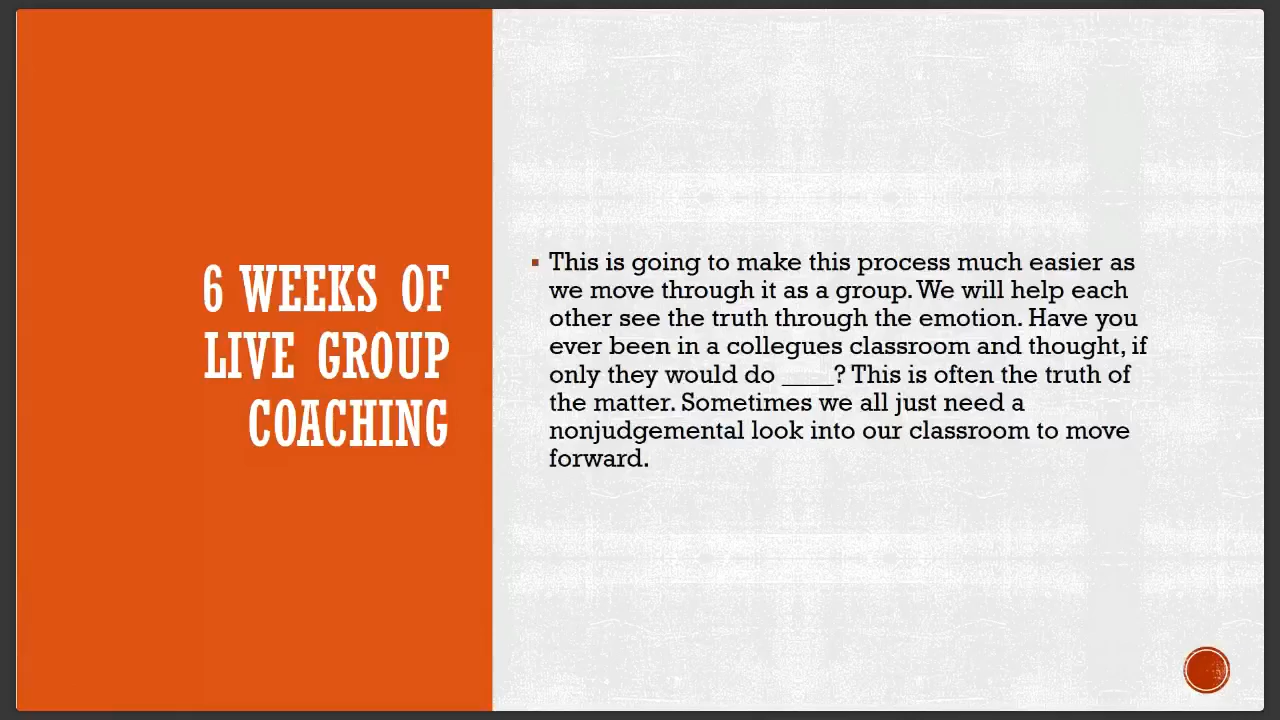 6 WEEKS OF
LIVE GROUP
COACHING
▪ This is going to make this process much easier as
we move through it as a group. We will help each
other see the truth through the emotion. Have you
ever been in a collegues classroom and thought, if
only they would do ____? This is often the truth of
the matter. Sometimes we all just need a
nonjudgemental look into our classroom to move
forward.